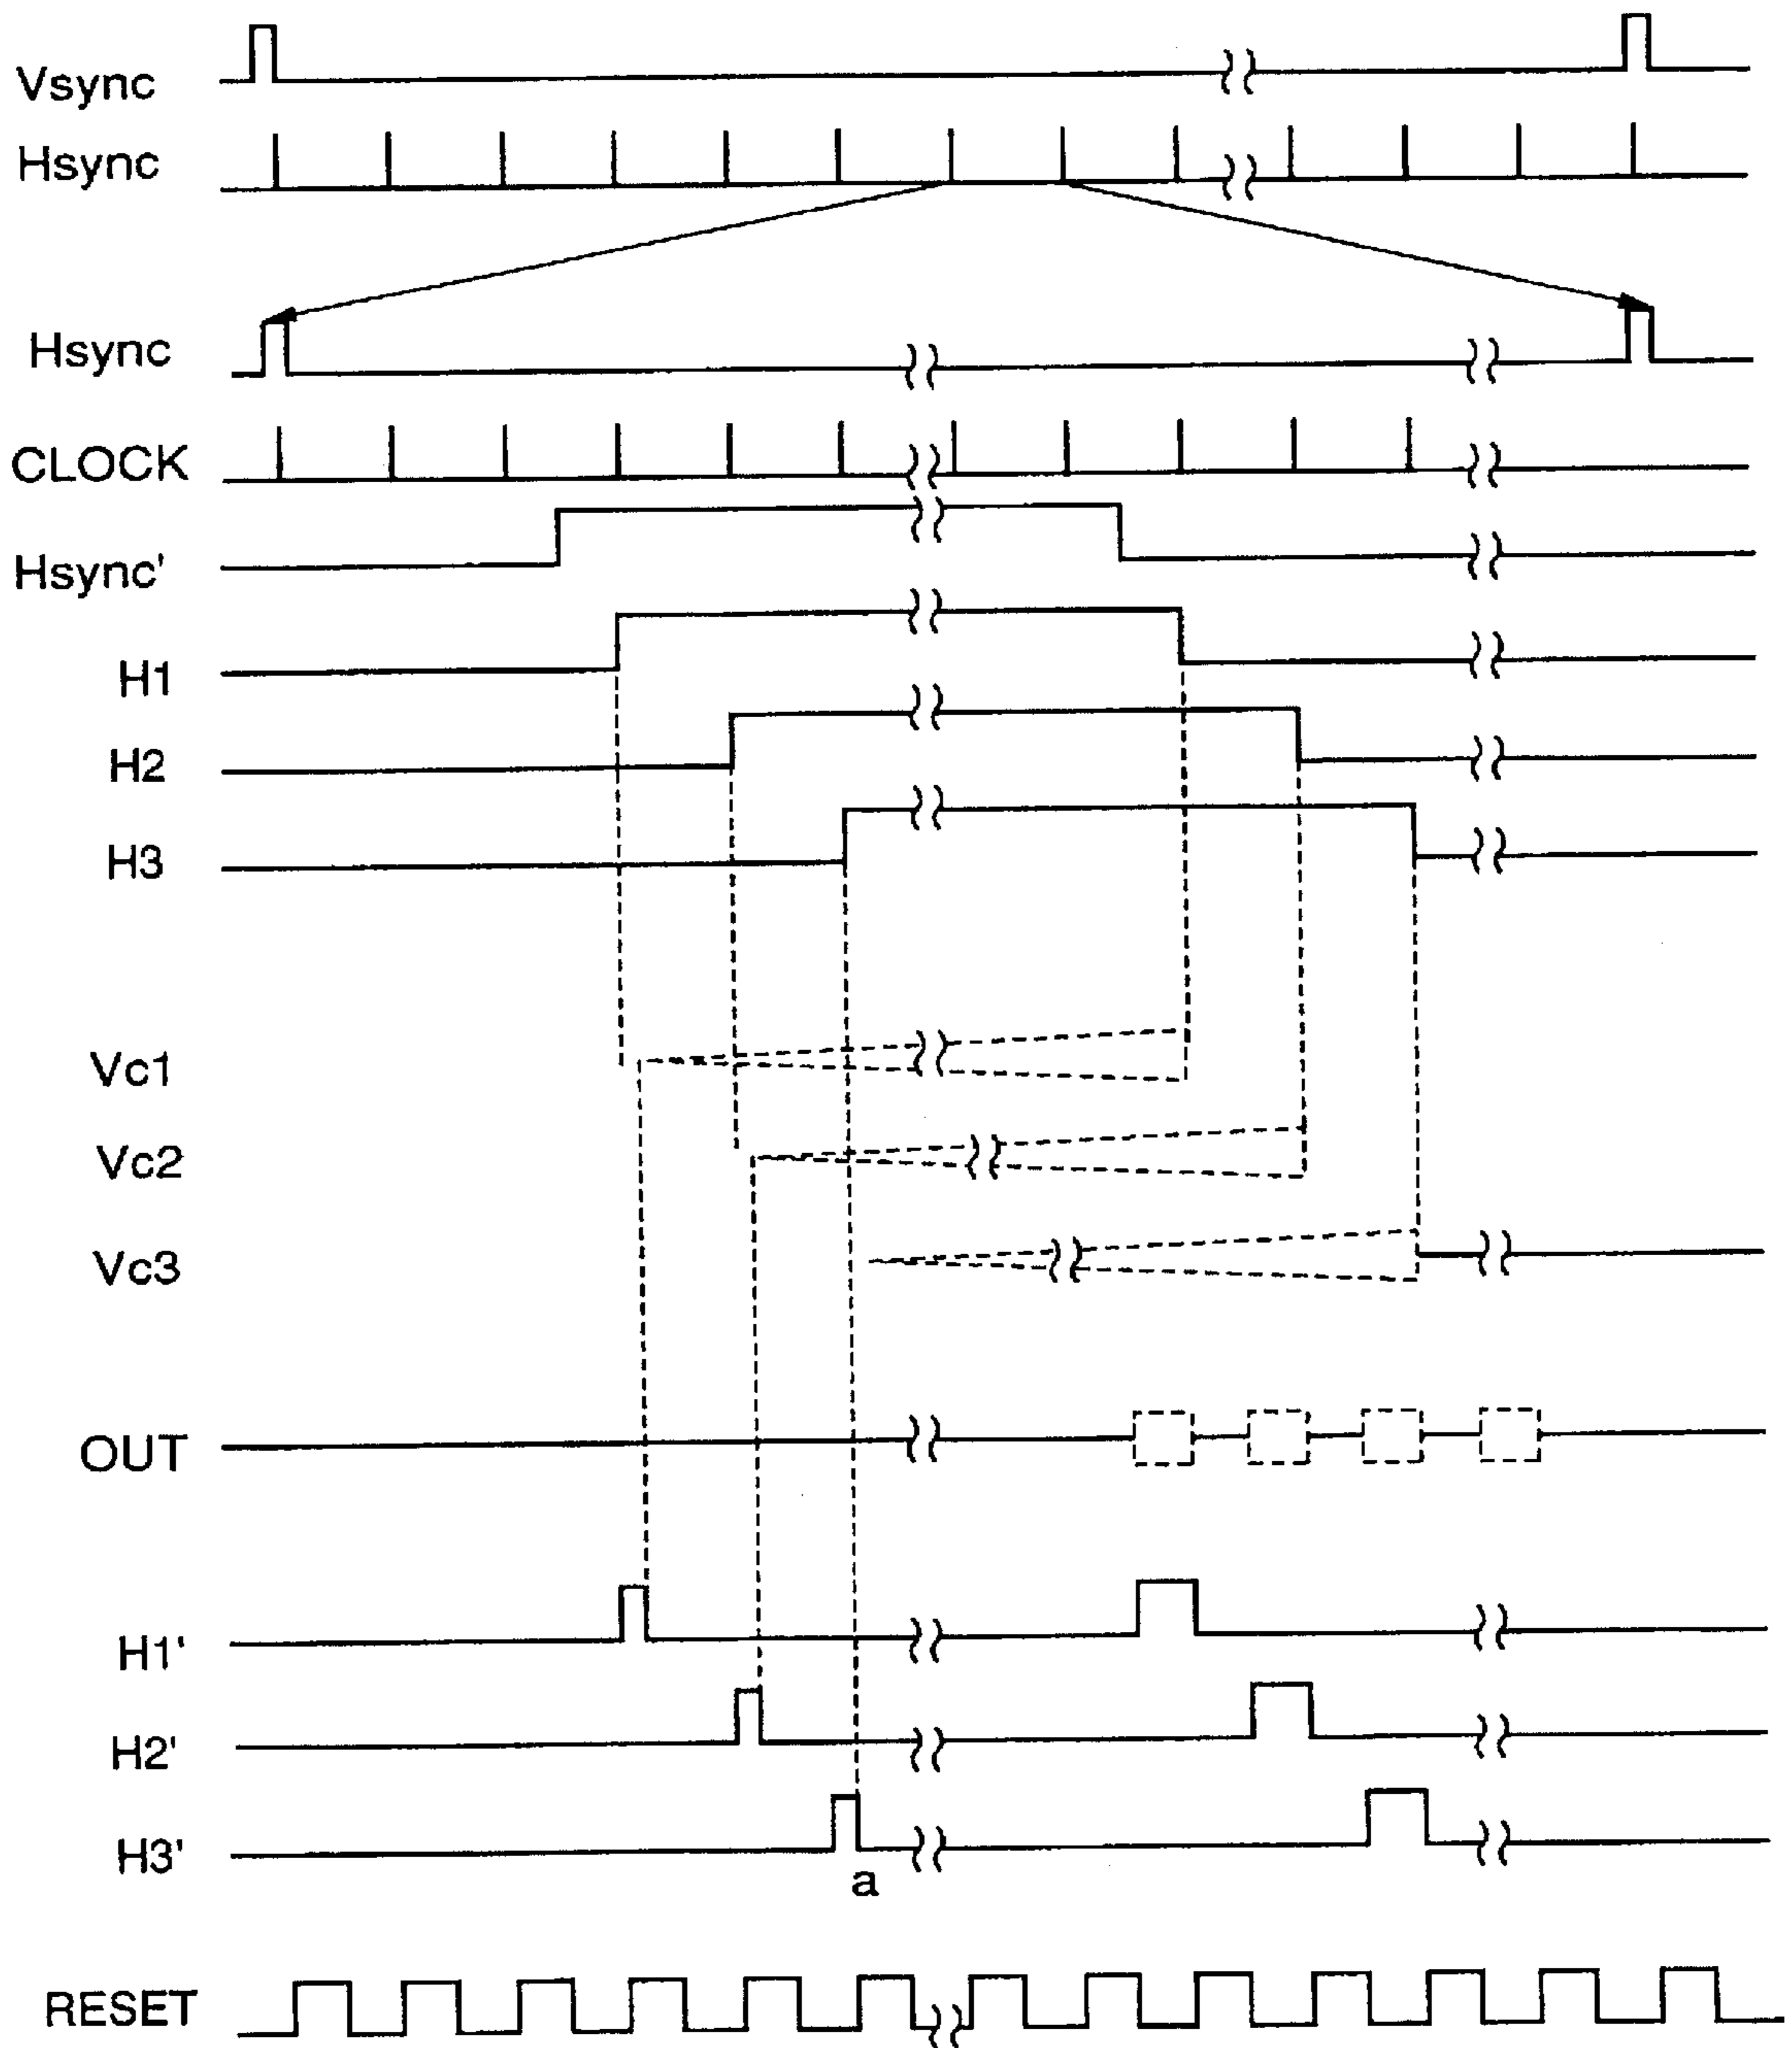 Vsync
Hsync
Hsync
CLOCK
Hsync'
H1
H2
H3
Vc1
Vc2
Vc3
OUT
H1'
H2'
H3'
a
RESET